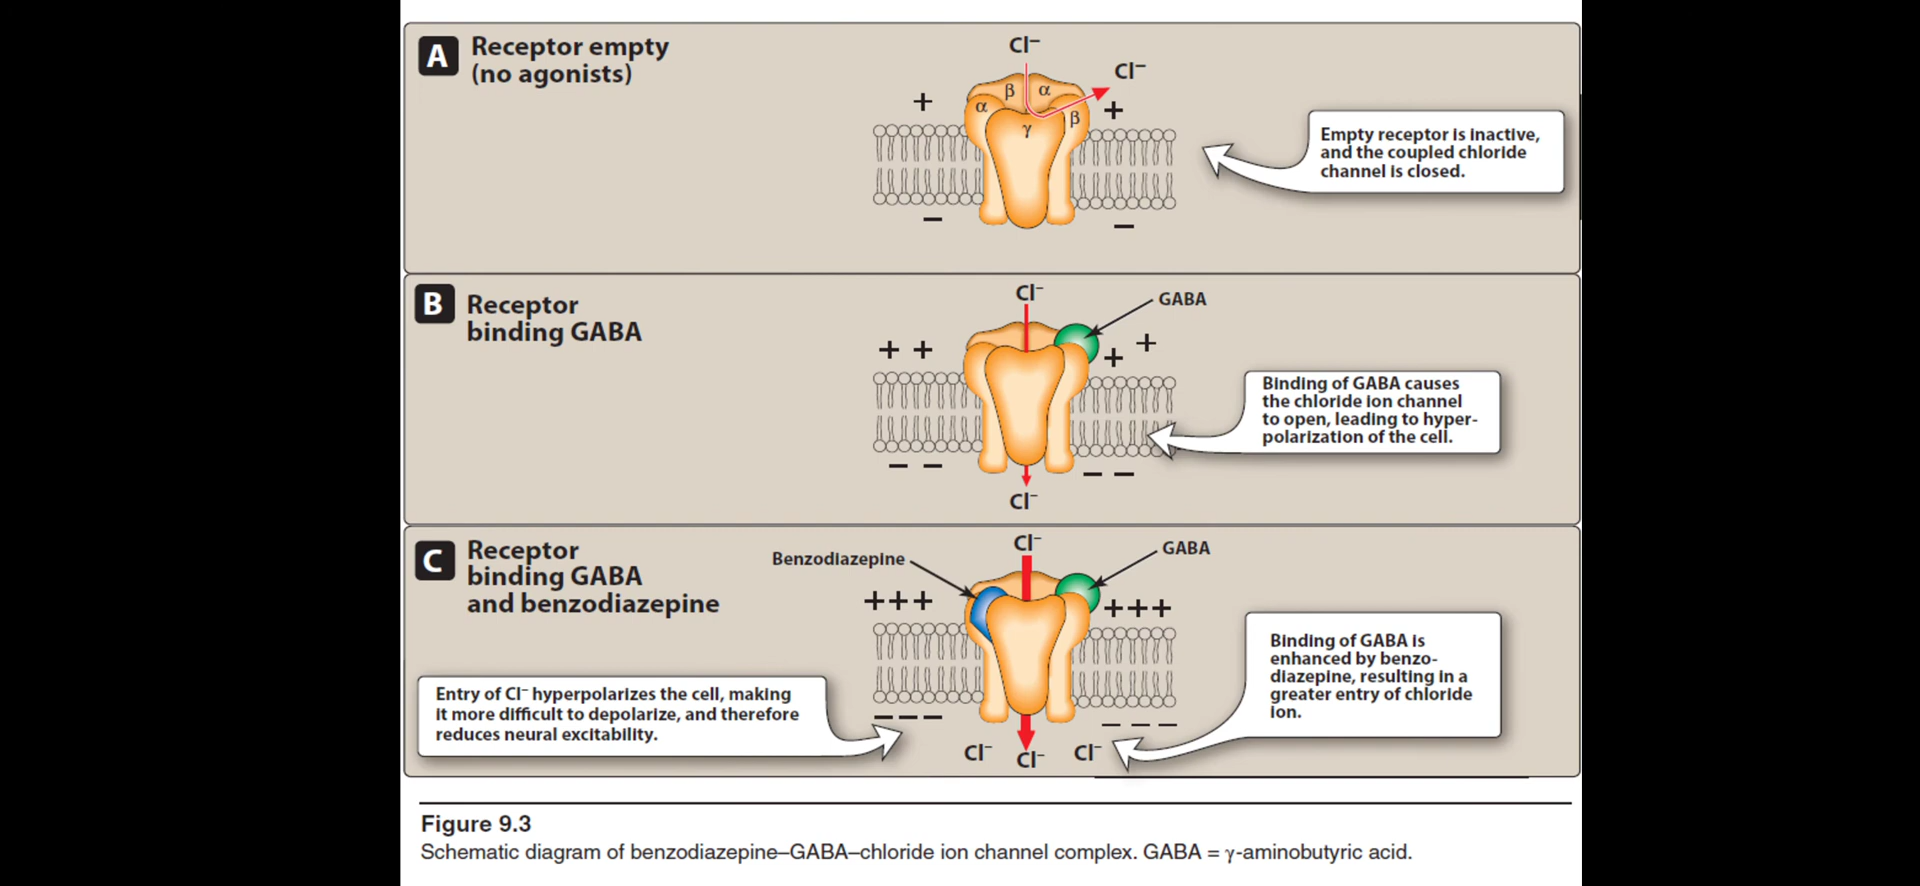 A
Receptor empty
(no agonists)
Cl⁻
Cl⁻
+
+
β
α
α
β
γ
−
−
Empty receptor is inactive,
and the coupled chloride
channel is closed.
B
Receptor
binding GABA
Cl⁻
GABA
+ +
+
+
− −
− −
Cl⁻
Binding of GABA causes
the chloride ion channel
to open, leading to hyper-
polarization of the cell.
C
Receptor
binding GABA
and benzodiazepine
Benzodiazepine
Cl⁻
GABA
+++
+++
− − −
− − −
Cl⁻
Cl⁻
Cl⁻
Entry of Cl⁻ hyperpolarizes the cell, making
it more difficult to depolarize, and therefore
reduces neural excitability.
Binding of GABA is
enhanced by benzo-
diazepine, resulting in a
greater entry of chloride
ion.
Figure 9.3
Schematic diagram of benzodiazepine–GABA–chloride ion channel complex. GABA = γ-aminobutyric acid.